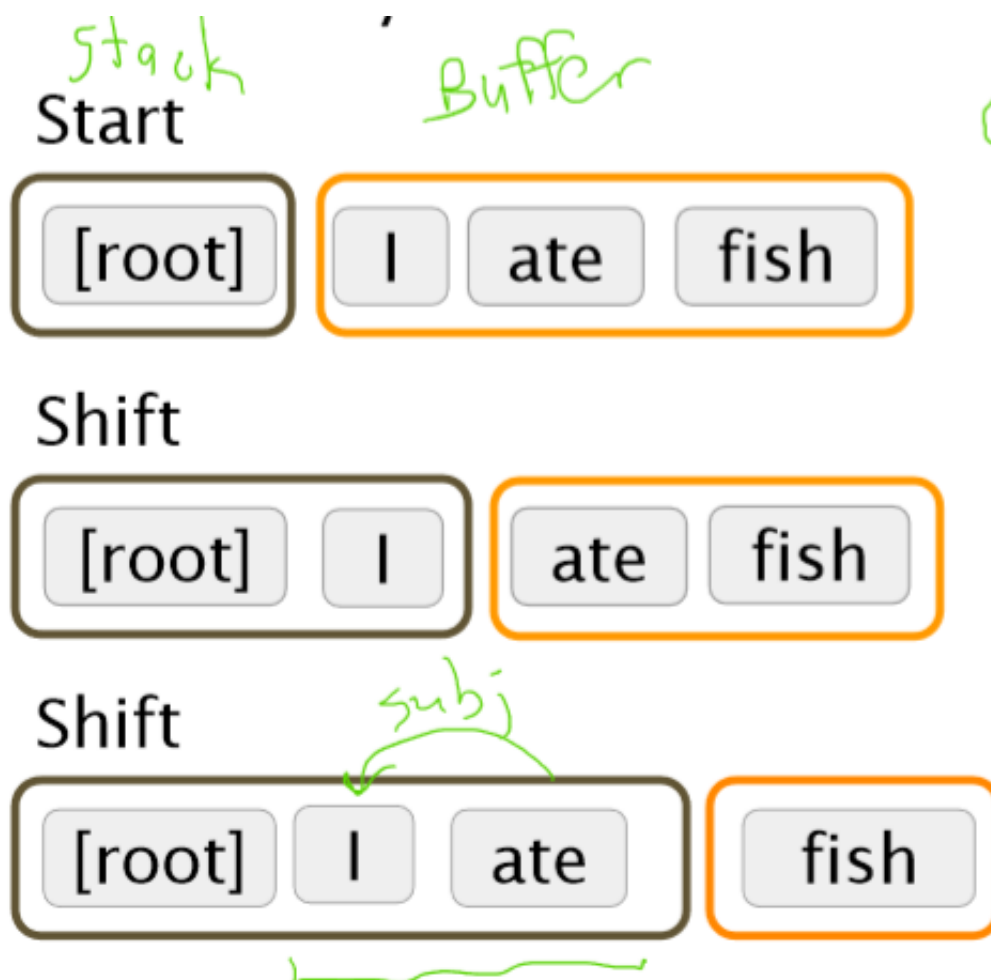 Stack Buffer
Start
[root] I ate fish
Shift
[root] I ate fish
subj
Shift
[root] I ate fish